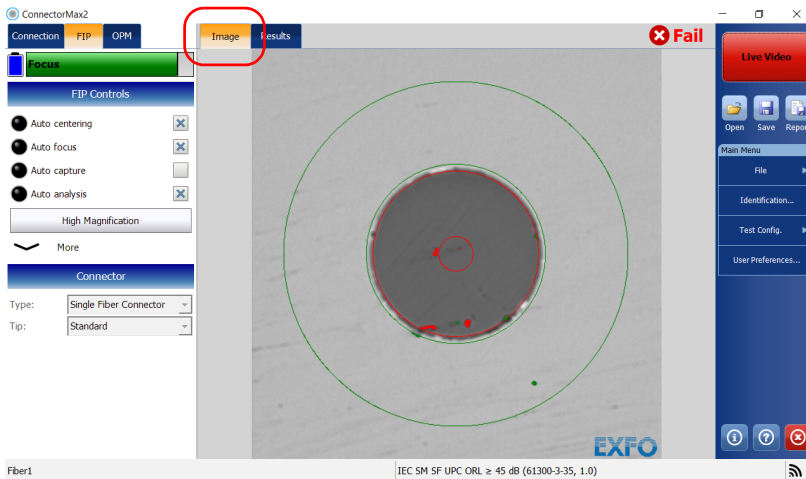 ConnectorMax2
Connection FIP OPM
Image Results
Fail
Focus
FIP Controls
Auto centering
Auto focus
Auto capture
Auto analysis
High Magnification
More
Connector
Type: Single Fiber Connector
Tip: Standard
EXFO
Live Video
Open Save Repor
Main Menu
File
Identification...
Test Config.
User Preferences...
Fiber1
IEC SM SF UPC ORL ≥ 45 dB (61300-3-35, 1.0)